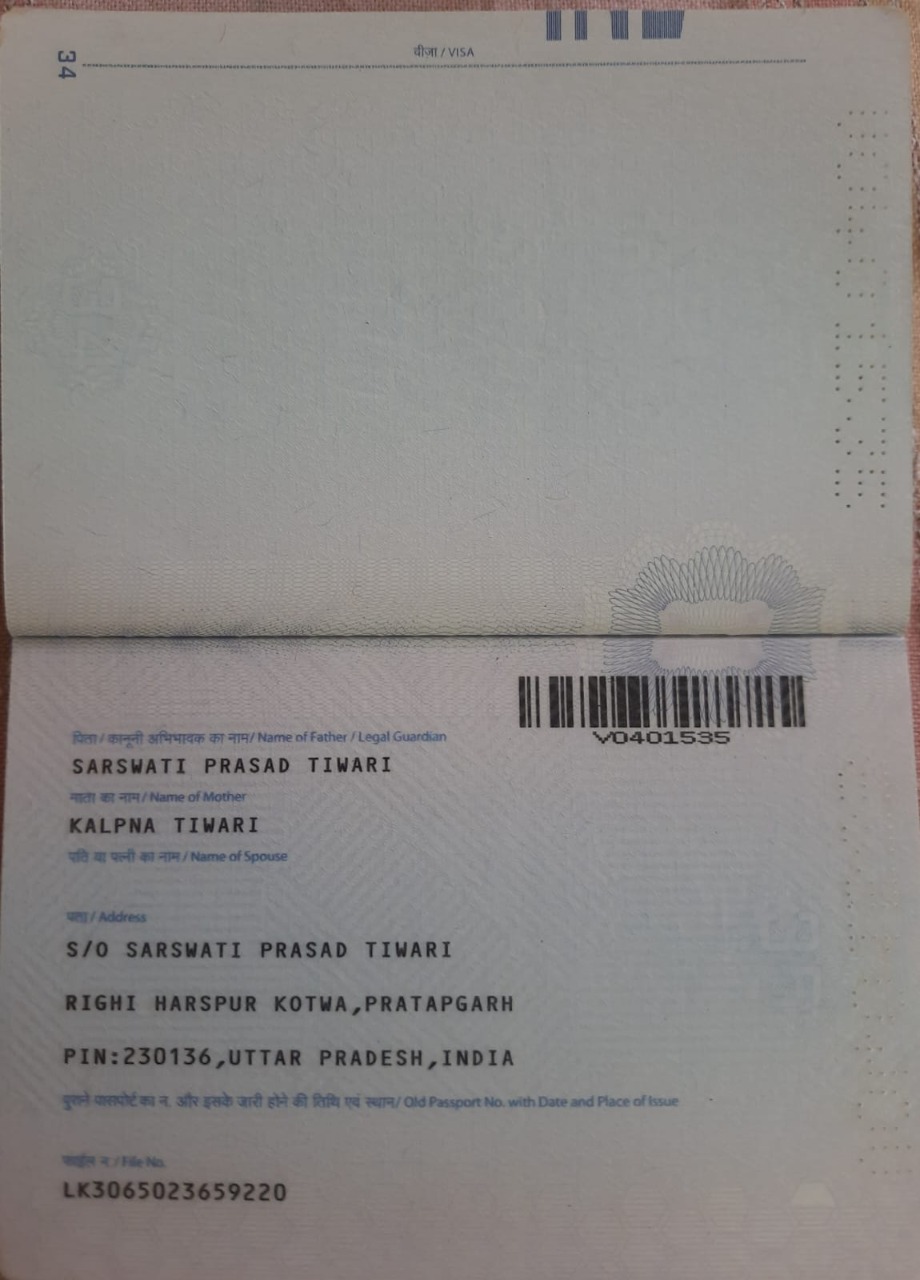 34
वीज़ा / VISA
V0401535
पिता / कानूनी अभिभावक का नाम/ Name of Father / Legal Guardian
SARSWATI PRASAD TIWARI
माता का नाम / Name of Mother
KALPNA TIWARI
पति या पत्नी का नाम / Name of Spouse
पता / Address
S/O SARSWATI PRASAD TIWARI
RIGHI HARSPUR KOTWA,PRATAPGARH
PIN:230136,UTTAR PRADESH,INDIA
पुराने पासपोर्ट का न. और इसके जारी होने की तिथि एवं स्थान/ Old Passport No. with Date and Place of Issue
फाईल न. / File No.
LK3065023659220